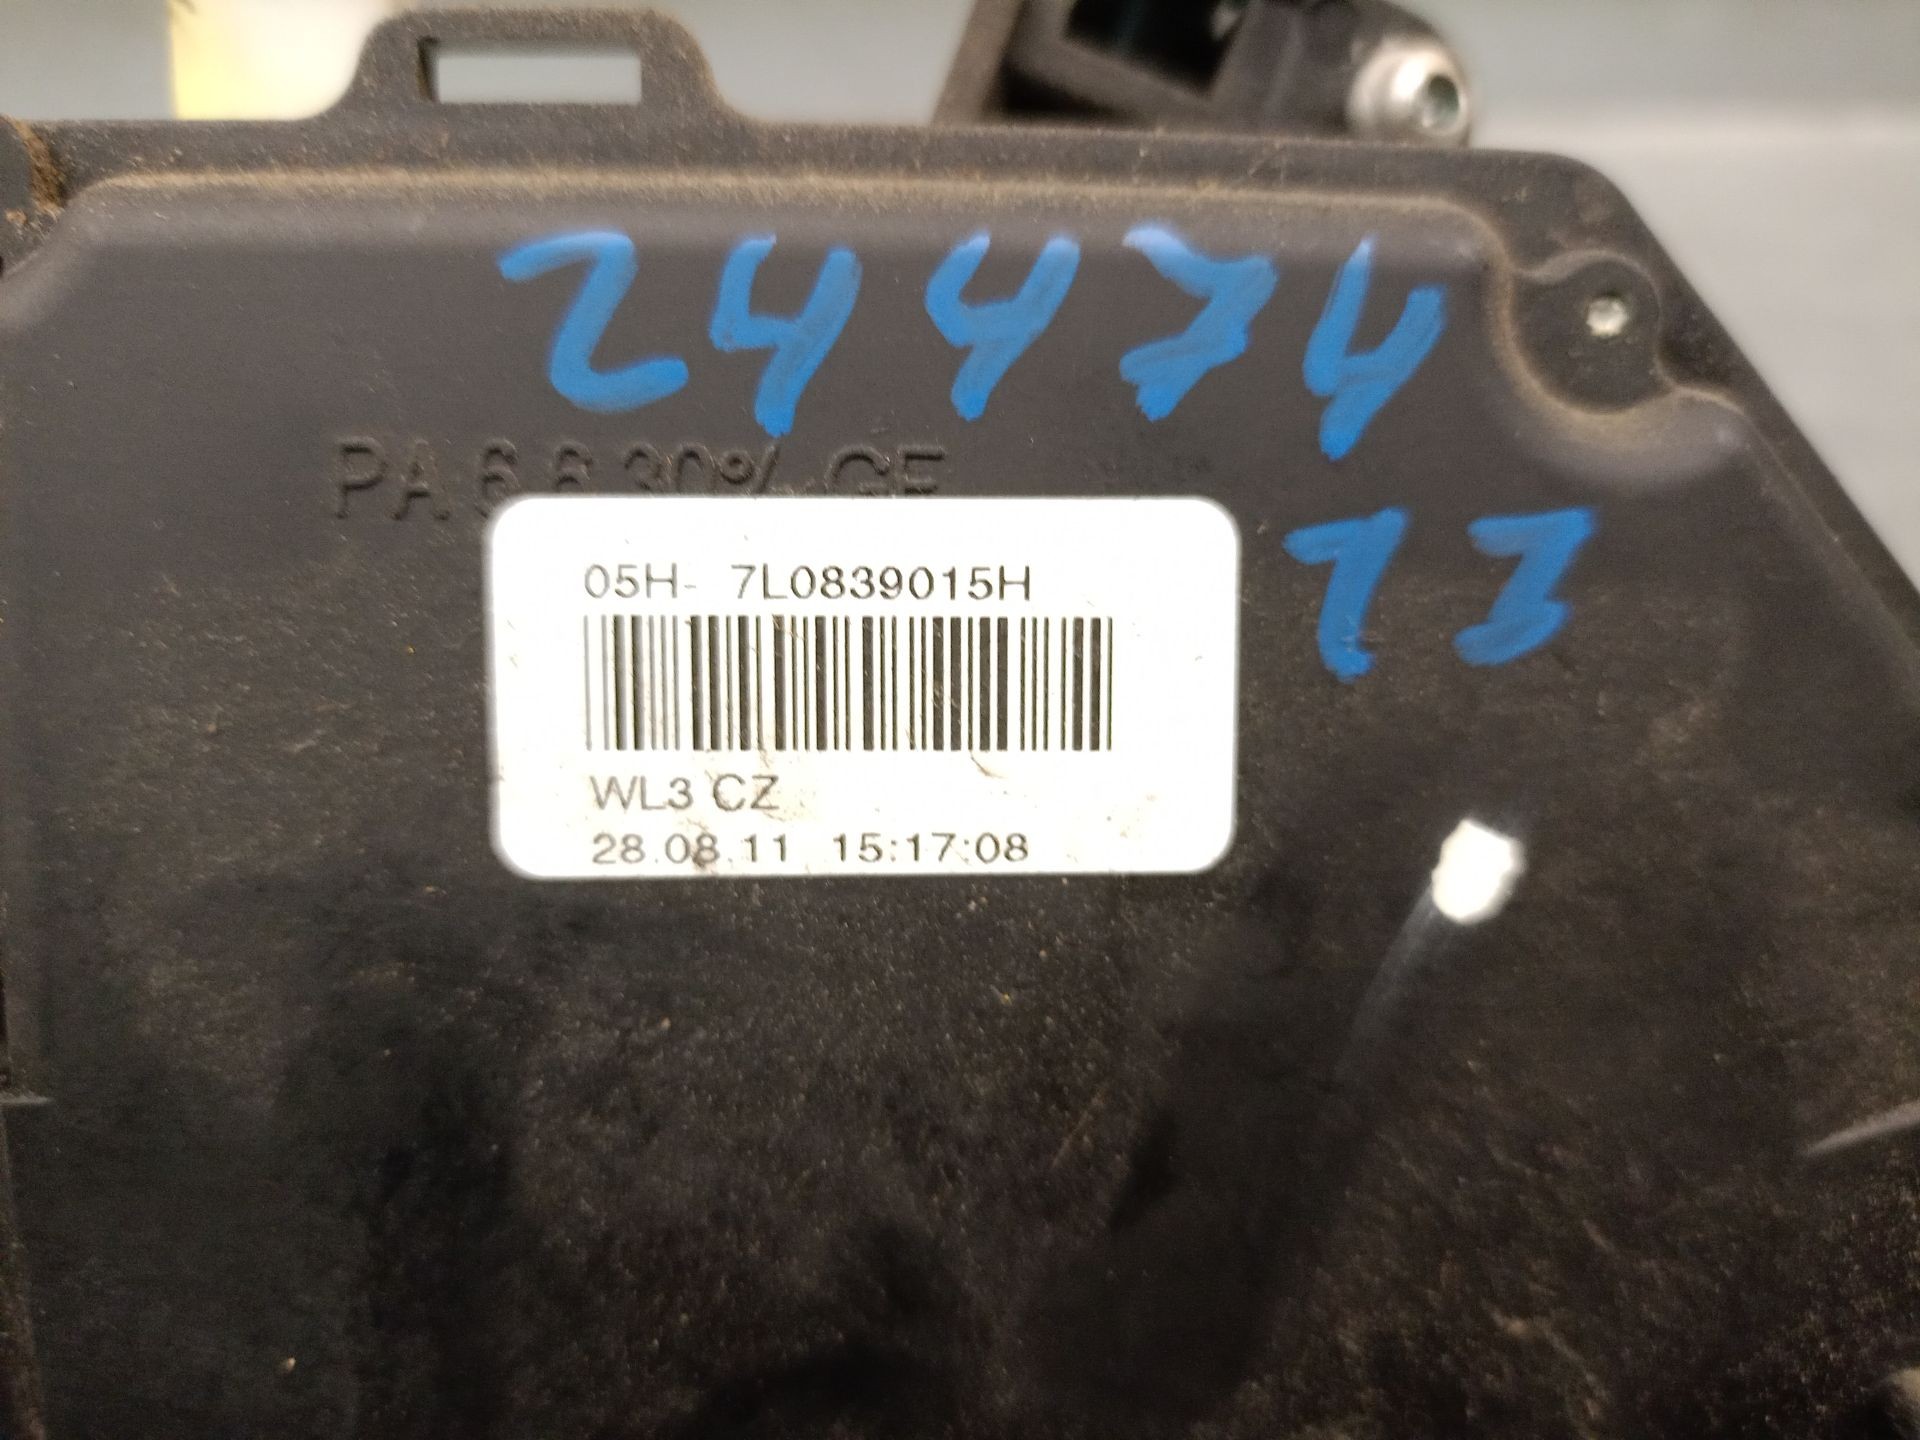 24474
PA 6.6 30% GF
13
05H- 7L0839015H
WL3 CZ
28.08.11 15:17:08